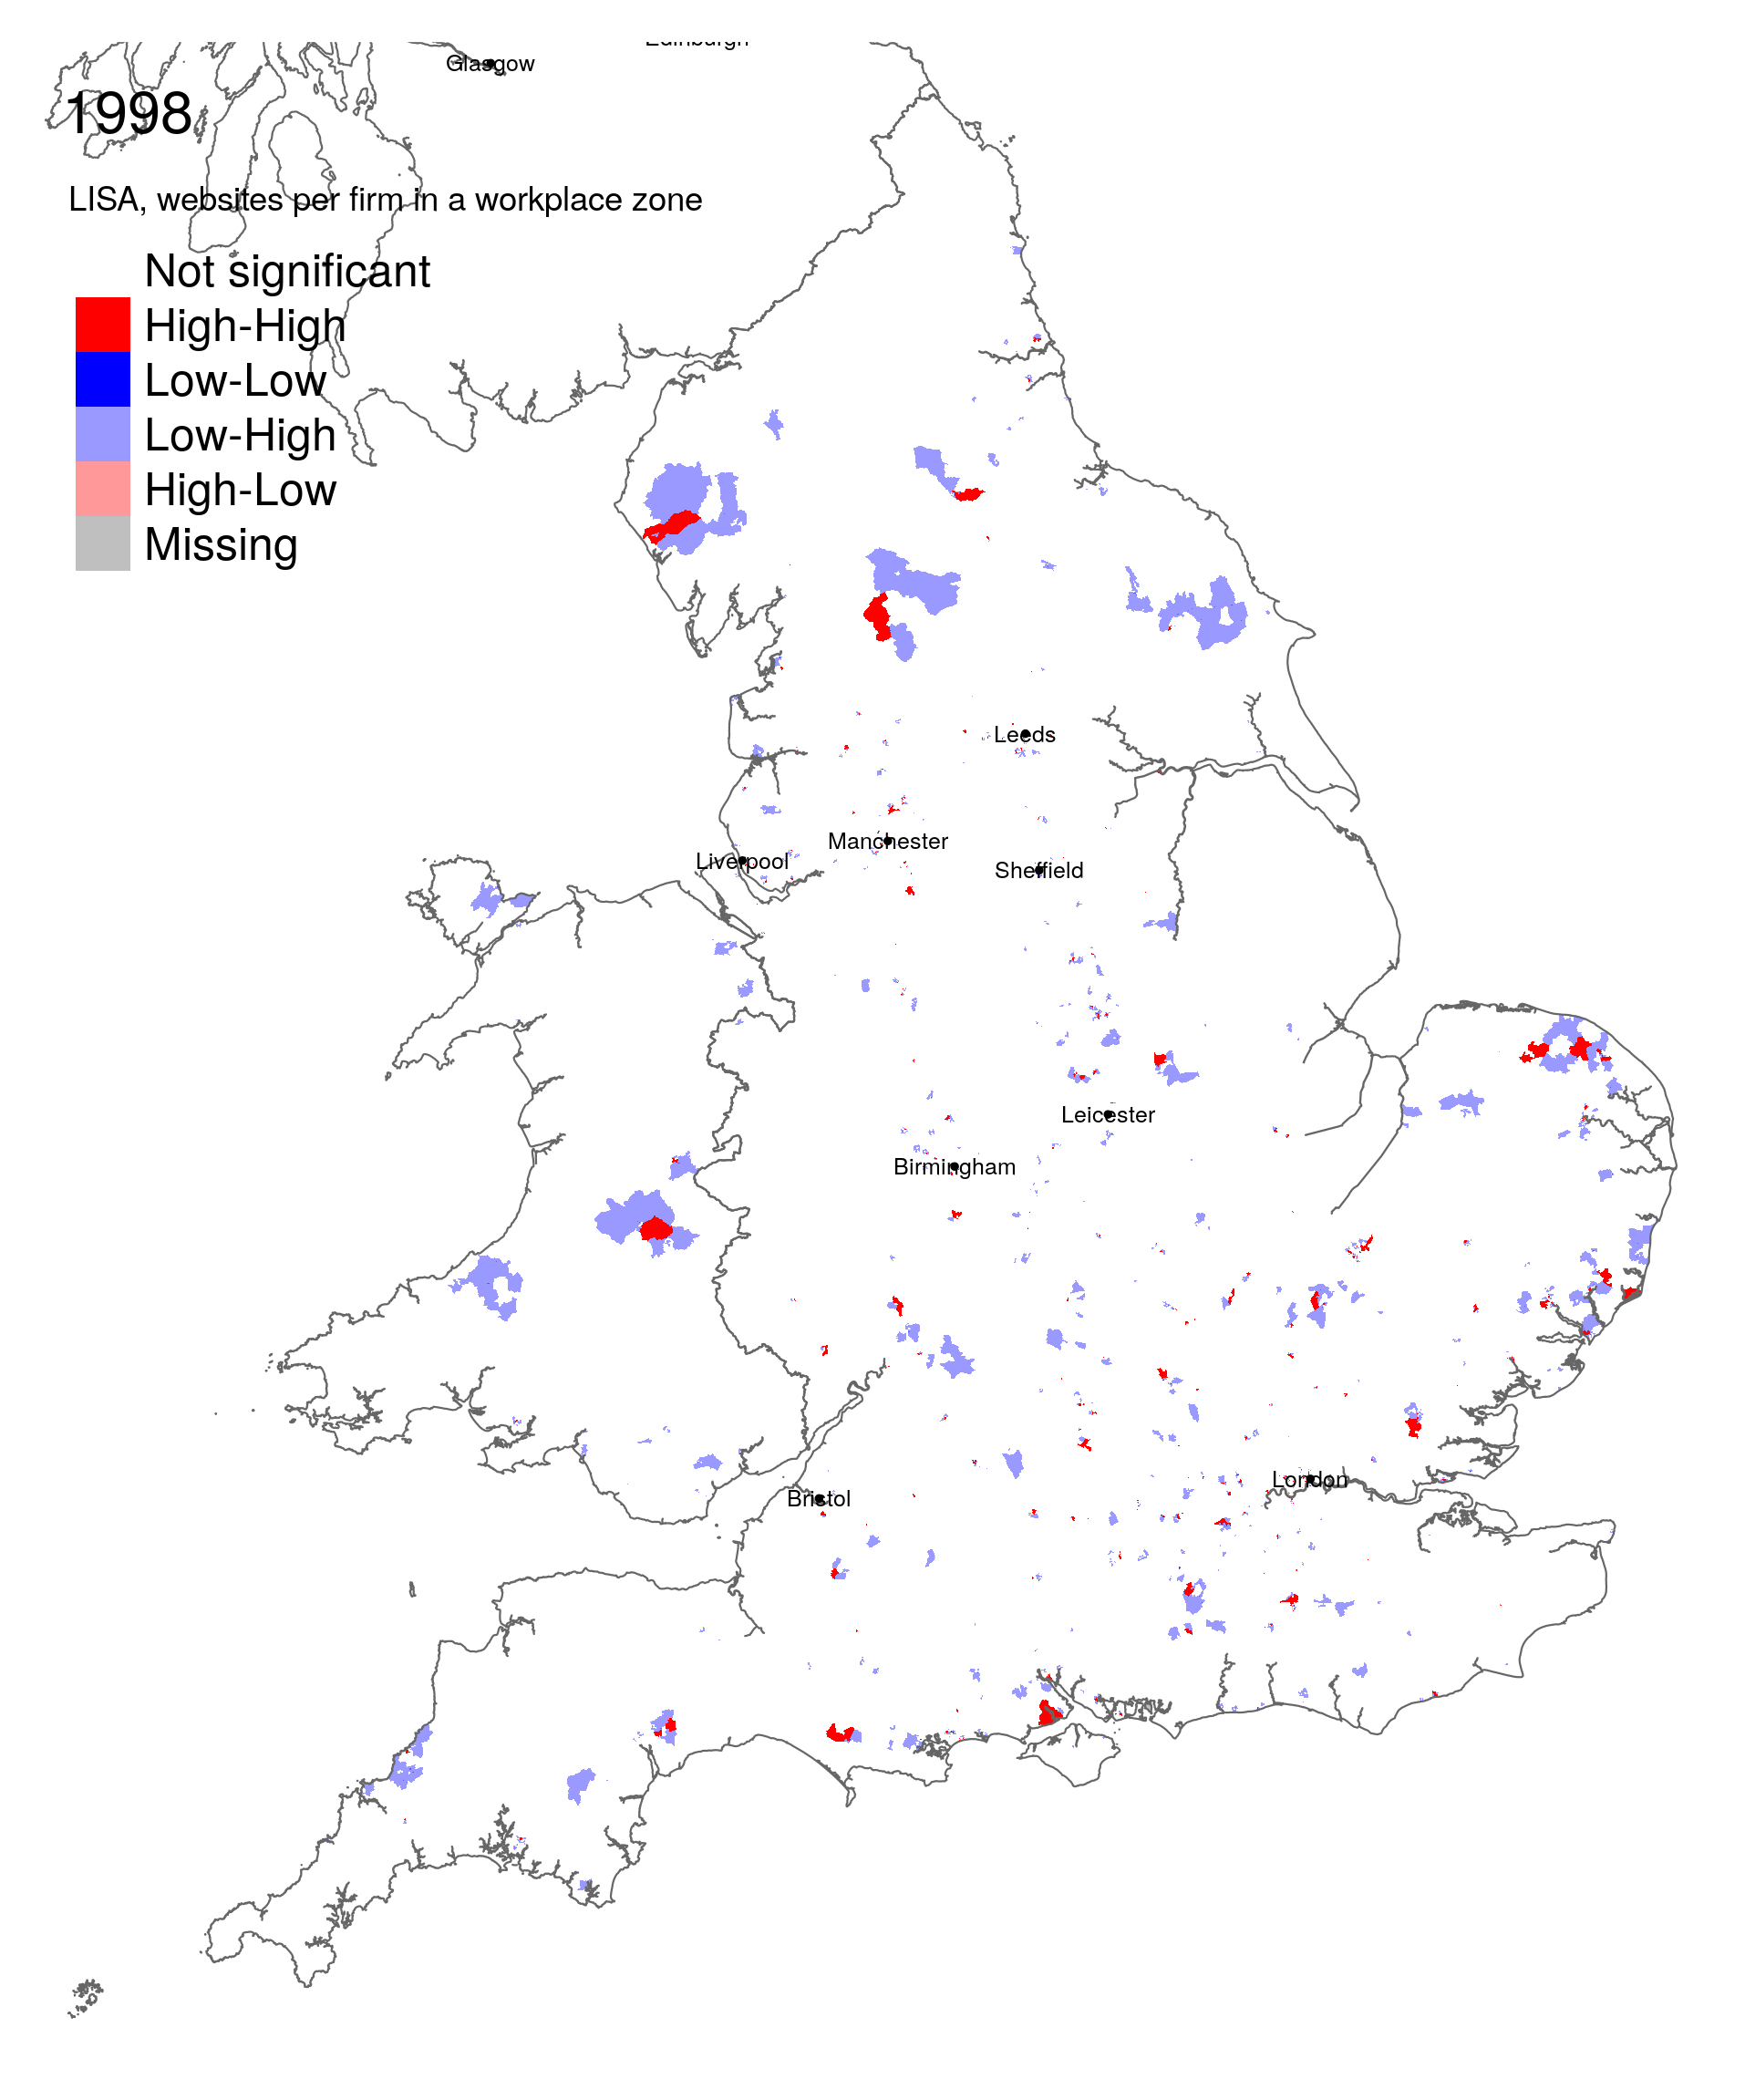 Edinburgh
Glasgow
1998
LISA, websites per firm in a workplace zone
Not significant
High-High
Low-Low
Low-High
High-Low
Missing
Leeds
Manchester
Liverpool
Sheffield
Leicester
Birmingham
London
Bristol